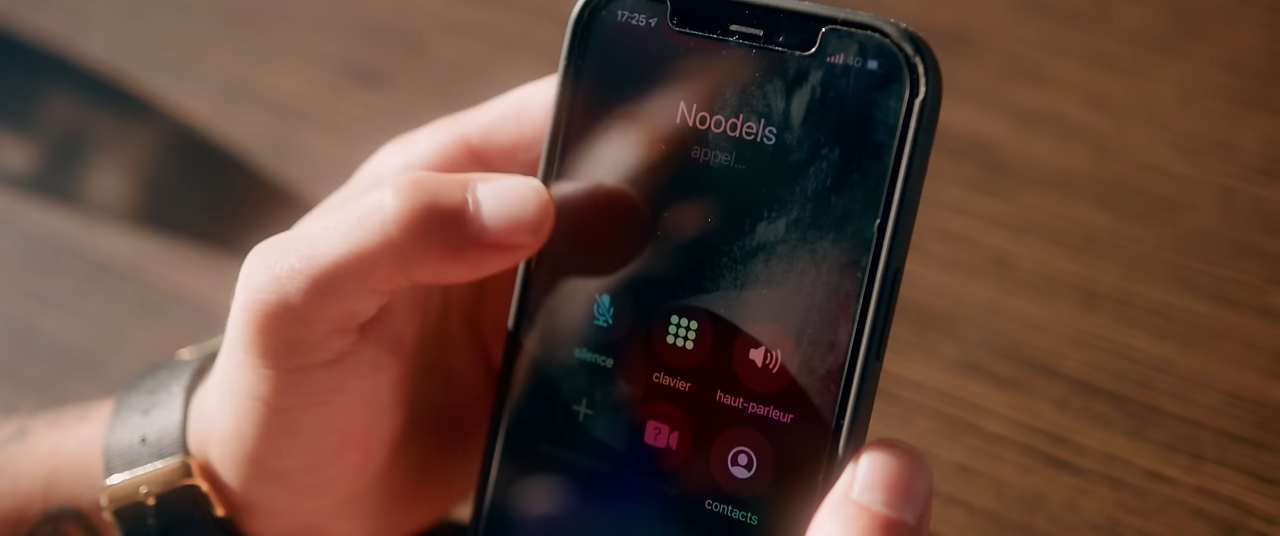 17:25
4G
Noodels
appel...
silence
clavier
haut-parleur
?
contacts